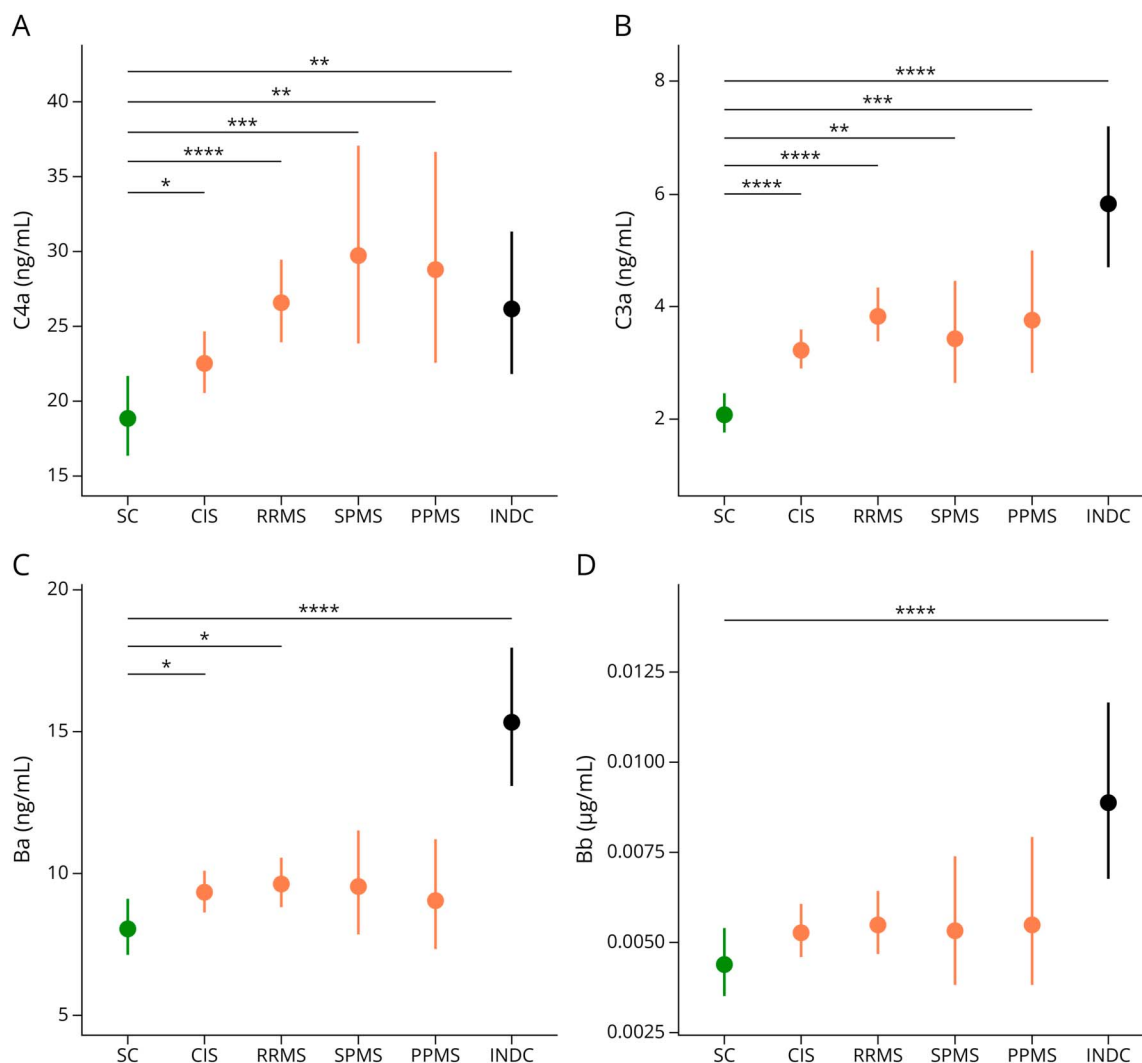 A
C4a (ng/mL)
40
35
30
25
20
15
**
**
***
****
*
SC CIS RRMS SPMS PPMS INDC
B
C3a (ng/mL)
8
6
4
2
****
***
**
****
****
SC CIS RRMS SPMS PPMS INDC
C
Ba (ng/mL)
20
15
10
5
****
*
*
SC CIS RRMS SPMS PPMS INDC
D
Bb (μg/mL)
0.0125
0.0100
0.0075
0.0050
0.0025
****
SC CIS RRMS SPMS PPMS INDC